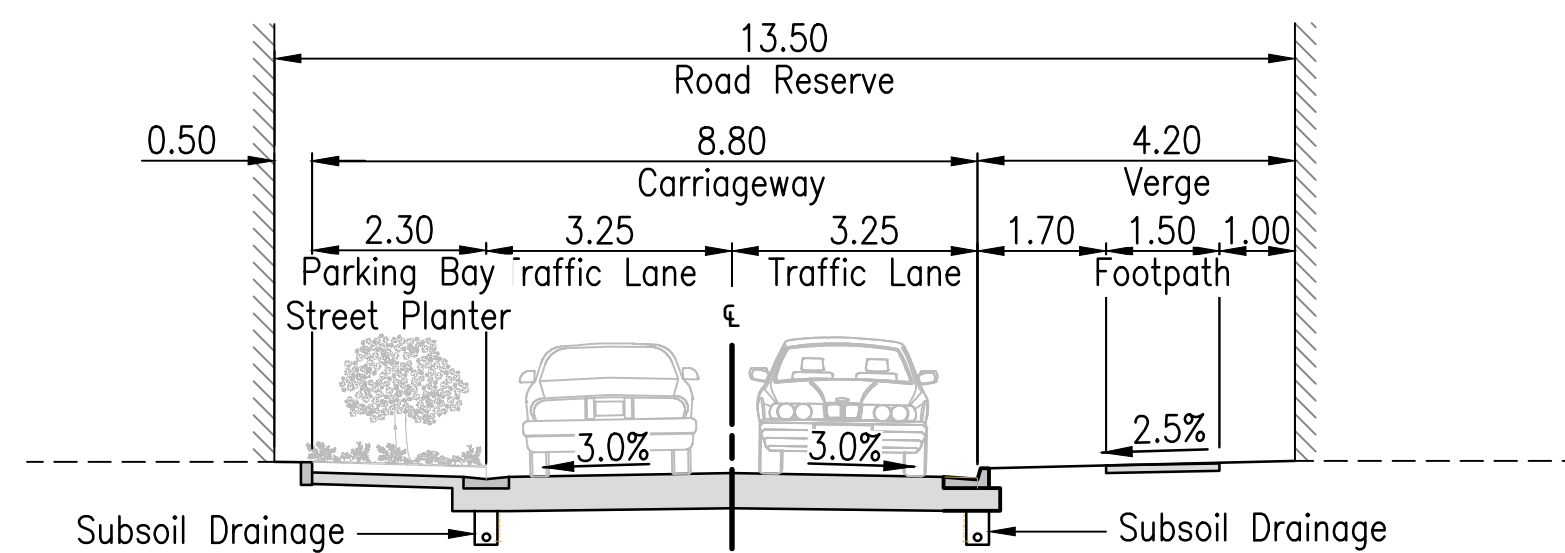 13.50
Road Reserve
0.50
8.80
4.20
Carriageway
Verge
2.30
3.25
3.25
1.70
1.50
1.00
Parking Bay
Street Planter
raffic Lane
Traffic Lane
Footpath
℄
3.0%
3.0%
2.5%
Subsoil Drainage
Subsoil Drainage